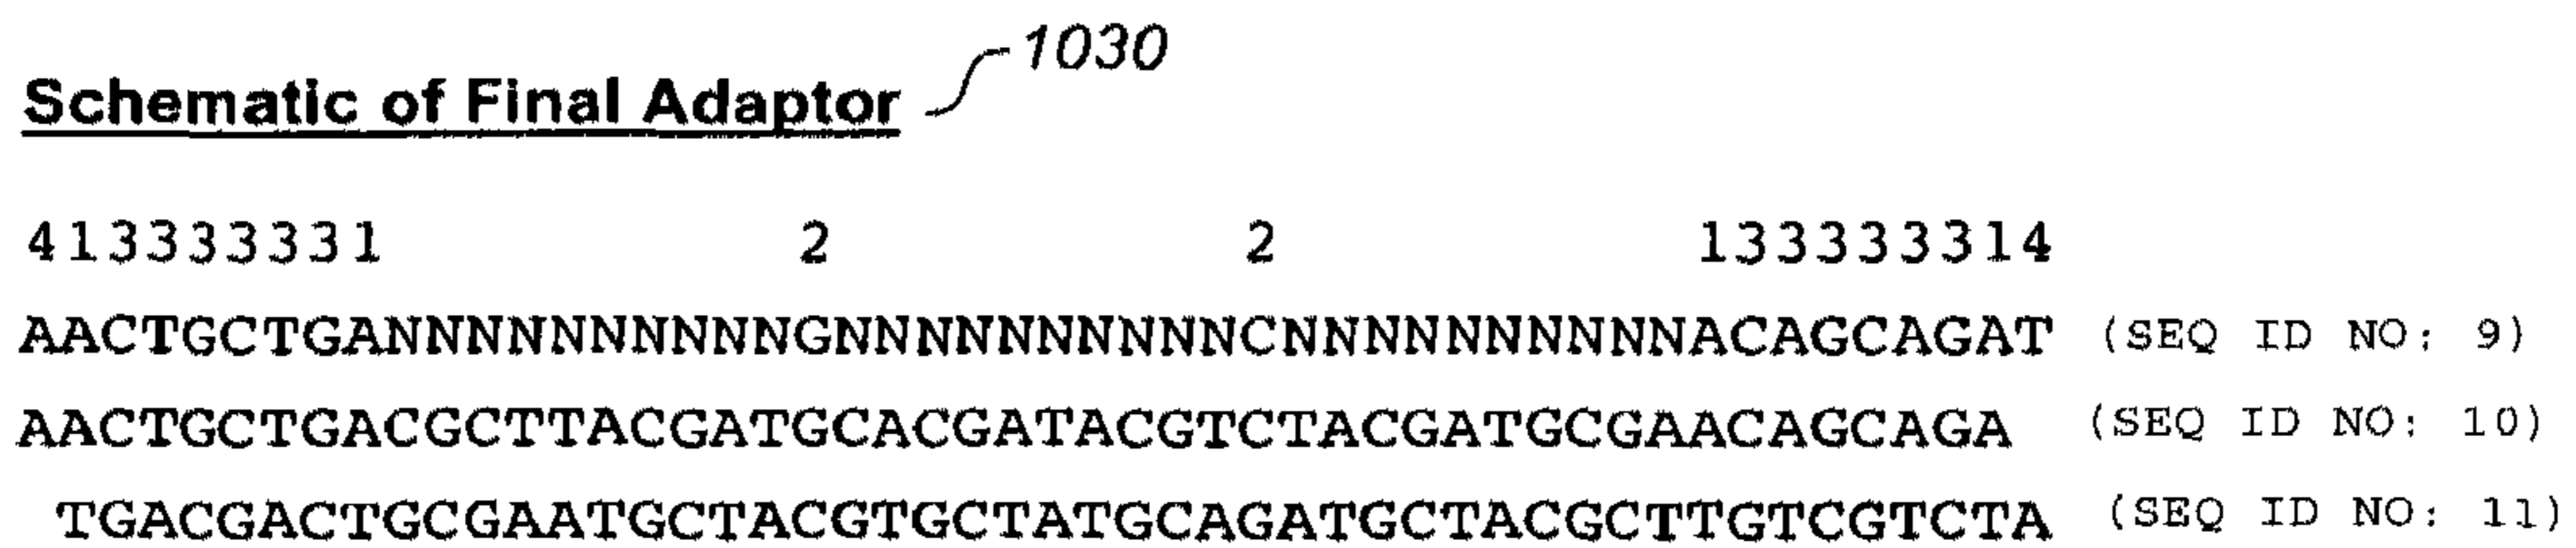 1030
Schematic of Final Adaptor
413333331 2 2 133333314
AACTGCTGANNNNNNNNNNGNNNNNNNNNNCNNNNNNNNNNACAGCAGAT (SEQ ID NO: 9)
AACTGCTGACGCTTACGATGCACGATACGTCTACGATGCGAACAGCAGA (SEQ ID NO: 10)
TGACGACTGCGAATGCTACGTGCTATGCAGATGCTACGCTTGTCGTCTA (SEQ ID NO: 11)